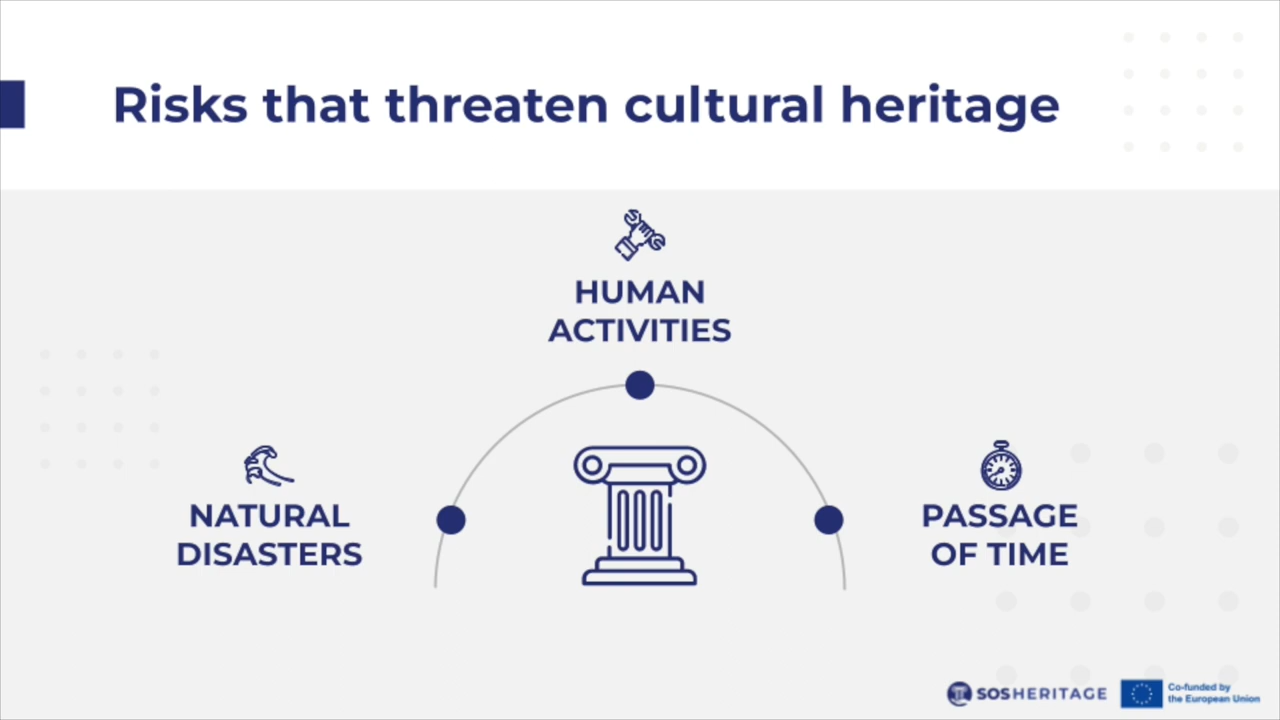 Risks that threaten cultural heritage
HUMAN
ACTIVITIES
NATURAL
DISASTERS
PASSAGE
OF TIME
SOSHERITAGE
Co-funded by
the European Union